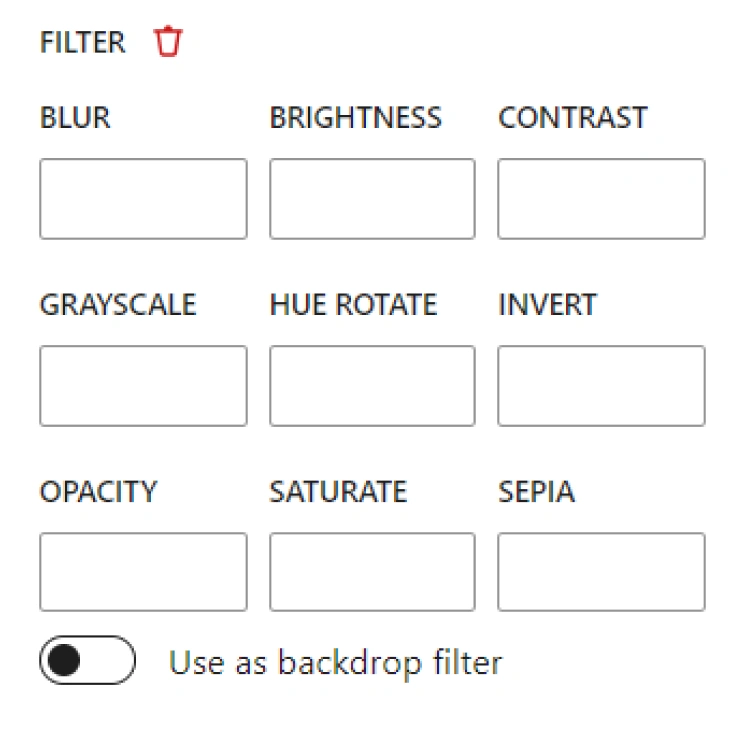 FILTER
BLUR BRIGHTNESS CONTRAST
GRAYSCALE HUE ROTATE INVERT
OPACITY SATURATE SEPIA
Use as backdrop filter